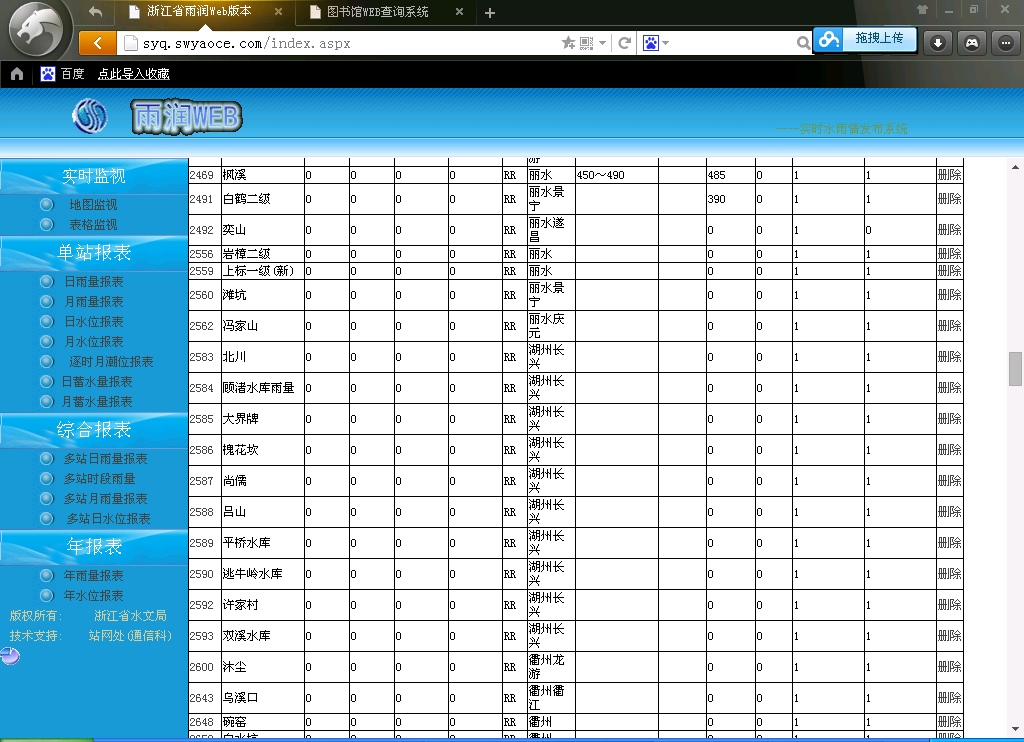 浙江省雨润Web版本
图书馆WEB查询系统
syq.swyaoce.com/index.aspx
拖拽上传
百度 点此导入收藏
雨润WEB
——实时水雨情发布系统
实时监视
地图监视
表格监视
单站报表
日雨量报表
月雨量报表
日水位报表
月水位报表
逐时月潮位报表
日蓄水量报表
月蓄水量报表
综合报表
多站日雨量报表
多站时段雨量
多站月雨量报表
多站日水位报表
年报表
年雨量报表
年水位报表
版权所有: 浙江省水文局
技术支持: 站网处(通信科)
游
2469 枫溪 0 0 0 0 RR 丽水 450～490 485 0 1 1 删除
2491 白鹤二级 0 0 0 0 RR 丽水景宁 390 0 1 1 删除
2492 奕山 0 0 0 0 RR 丽水遂昌 0 0 1 0 删除
2556 岩樟二级 0 0 0 0 RR 丽水 0 0 1 1 删除
2559 上标一级(新) 0 0 0 0 RR 丽水 0 0 1 1 删除
2560 滩坑 0 0 0 0 RR 丽水景宁 0 0 1 1 删除
2562 冯家山 0 0 0 0 RR 丽水庆元 0 0 1 1 删除
2583 北川 0 0 0 0 RR 湖州长兴 0 0 1 1 删除
2584 顾渚水库雨量 0 0 0 0 RR 湖州长兴 0 0 1 1 删除
2585 大界牌 0 0 0 0 RR 湖州长兴 0 0 1 1 删除
2586 槐花坎 0 0 0 0 RR 湖州长兴 0 0 1 1 删除
2587 尚儒 0 0 0 0 RR 湖州长兴 0 0 1 1 删除
2588 吕山 0 0 0 0 RR 湖州长兴 0 0 1 1 删除
2589 平桥水库 0 0 0 0 RR 湖州长兴 0 0 1 1 删除
2590 逃牛岭水库 0 0 0 0 RR 湖州长兴 0 0 1 1 删除
2592 许家村 0 0 0 0 RR 湖州长兴 0 0 1 1 删除
2593 双溪水库 0 0 0 0 RR 湖州长兴 0 0 1 1 删除
2600 沐尘 0 0 0 0 RR 衢州龙游 0 0 1 1 删除
2643 乌溪口 0 0 0 0 RR 衢州衢江 0 0 1 1 删除
2648 碗窑 0 0 0 0 RR 衢州 0 0 1 1 删除